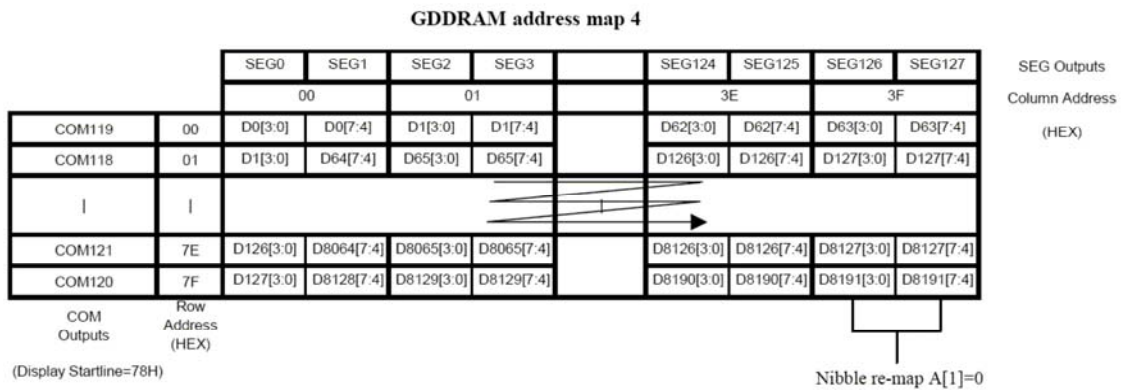 GDDRAM address map 4
SEG0 SEG1 SEG2 SEG3 SEG124 SEG125 SEG126 SEG127 SEG Outputs
00 01 3E 3F Column Address
(HEX)
COM119 00 D0[3:0] D0[7:4] D1[3:0] D1[7:4] D62[3:0] D62[7:4] D63[3:0] D63[7:4]
COM118 01 D1[3:0] D64[7:4] D65[3:0] D65[7:4] D126[3:0] D126[7:4] D127[3:0] D127[7:4]
| | |
COM121 7E D126[3:0] D8064[7:4] D8065[3:0] D8065[7:4] D8126[3:0] D8126[7:4] D8127[3:0] D8127[7:4]
COM120 7F D127[3:0] D8128[7:4] D8129[3:0] D8129[7:4] D8190[3:0] D8190[7:4] D8191[3:0] D8191[7:4]
COM
Outputs
Row
Address
(HEX)
(Display Startline=78H)
Nibble re-map A[1]=0